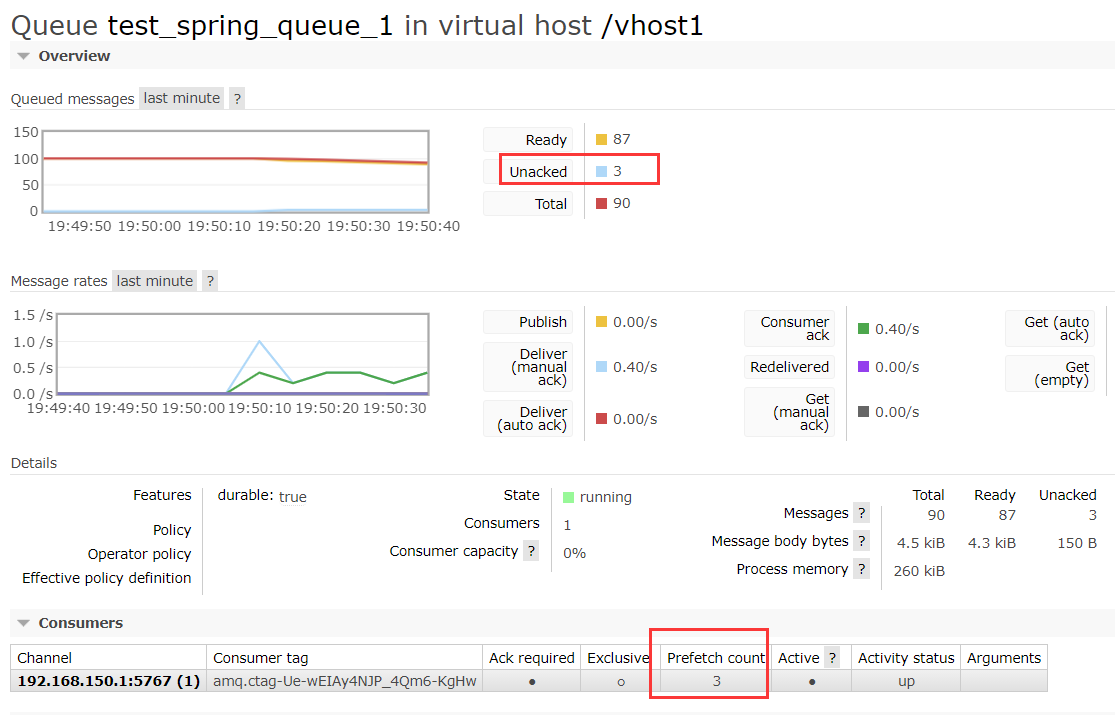 Queue test_spring_queue_1 in virtual host /vhost1
Overview
Queued messages last minute ?
150
100
50
0
19:49:50 19:50:00 19:50:10 19:50:20 19:50:30 19:50:40
Ready 87
Unacked 3
Total 90
Message rates last minute ?
1.5 /s
1.0 /s
0.5 /s
0.0 /s
19:49:40 19:49:50 19:50:00 19:50:10 19:50:20 19:50:30
Publish 0.00/s
Deliver
(manual
ack)
0.40/s
Deliver
(auto ack)
0.00/s
Consumer
ack
0.40/s
Redelivered 0.00/s
Get
(manual
ack)
0.00/s
Get (auto
ack)
Get
(empty)
Details
Features durable: true
Policy
Operator policy
Effective policy definition
State running
Consumers 1
Consumer capacity ? 0%
Total Ready Unacked
Messages ? 90 87 3
Message body bytes ? 4.5 kiB 4.3 kiB 150 B
Process memory ? 260 kiB
Consumers
Channel Consumer tag Ack required Exclusive Prefetch count Active ? Activity status Arguments
192.168.150.1:5767 (1) amq.ctag-Ue-wEIAy4NJP_4Qm6-KgHw ● ○ 3 ● up